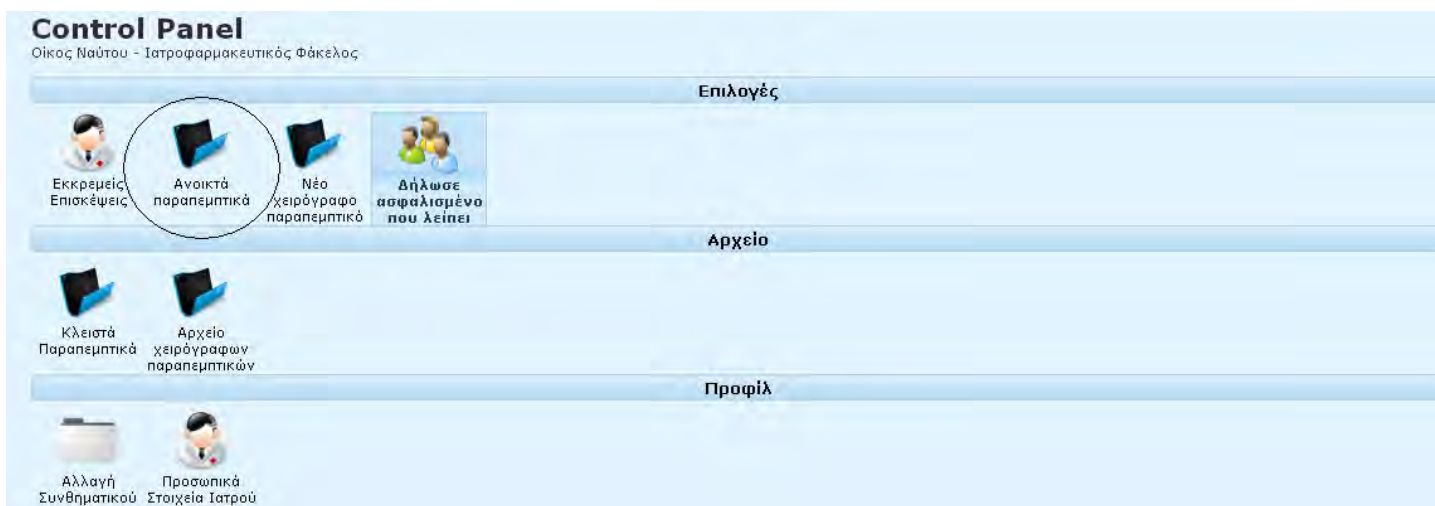 Control Panel
Οίκος Ναύτου - Ιατροφαρμακευτικός Φάκελος
Επιλογές
Εκκρεμείς Επισκέψεις
Ανοικτά παραπεμπτικά
Νέο χειρόγραφο παραπεμπτικό
Δήλωσε ασφαλισμένο που λείπει
Αρχείο
Κλειστά Παραπεμπτικά
Αρχείο χειρόγραφων παραπεμπτικών
Προφίλ
Αλλαγή Συνθηματικού
Προσωπικά Στοιχεία Ιατρού